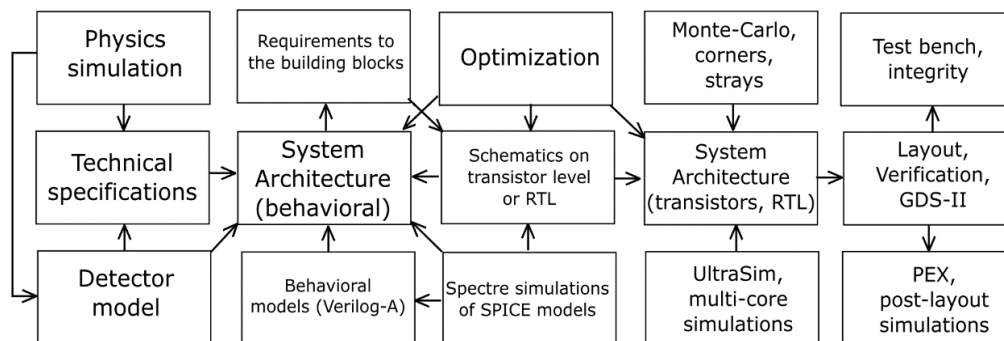 Physics
simulation
Requirements to
the building blocks
Optimization
Monte-Carlo,
corners,
strays
Test bench,
integrity
Technical
specifications
System
Architecture
(behavioral)
Schematics on
transistor level
or RTL
System
Architecture
(transistors, RTL)
Layout,
Verification,
GDS-II
Detector
model
Behavioral
models (Verilog-A)
Spectre simulations
of SPICE models
UltraSim,
multi-core
simulations
PEX,
post-layout
simulations